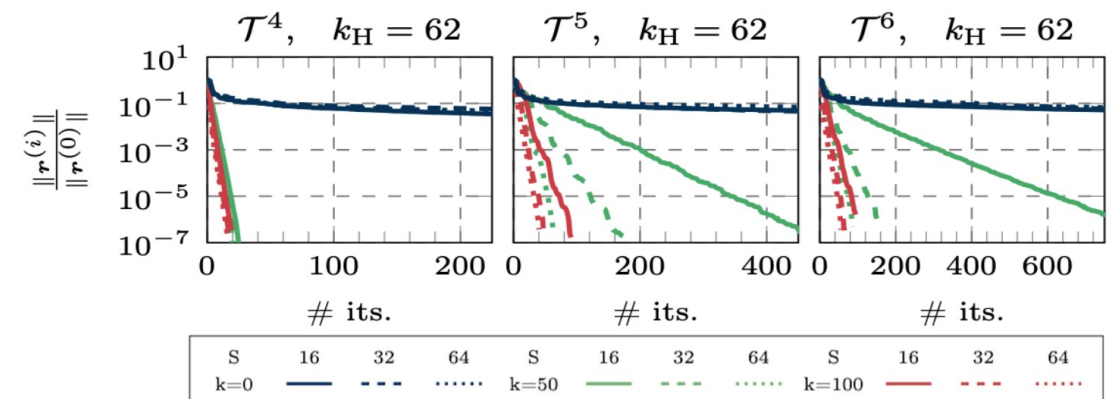 𝒯⁴, k_H = 62
𝒯⁵, k_H = 62
𝒯⁶, k_H = 62
‖r⁽ⁱ⁾‖
‖r⁽⁰⁾‖
10¹
10⁻¹
10⁻³
10⁻⁵
10⁻⁷
0 100 200
0 200 400
0 200 400 600
# its.
# its.
# its.
S 16 32 64 S 16 32 64 S 16 32 64
k=0 k=50 k=100